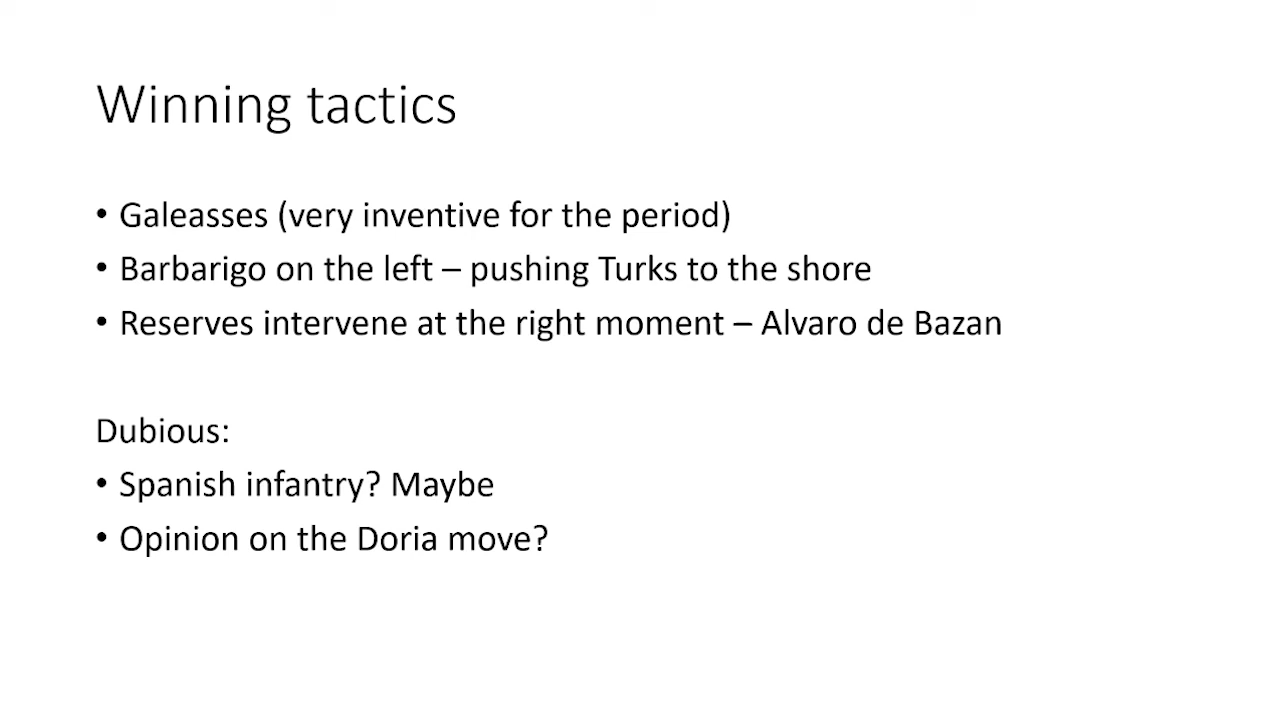 Winning tactics
• Galeasses (very inventive for the period)
• Barbarigo on the left – pushing Turks to the shore
• Reserves intervene at the right moment – Alvaro de Bazan
Dubious:
• Spanish infantry? Maybe
• Opinion on the Doria move?